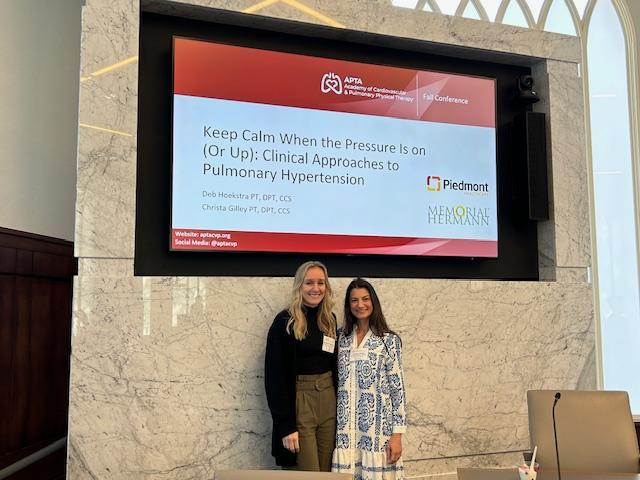 APTA
Academy of Cardiovascular
& Pulmonary Physical Therapy
Fall Conference
Keep Calm When the Pressure Is on
(Or Up): Clinical Approaches to
Pulmonary Hypertension
Deb Hoekstra PT, DPT, CCS
Christa Gilley PT, DPT, CCS
Piedmont
MEMORIAL
HERMANN
Website: aptacvp.org
Social Media: @aptacvp